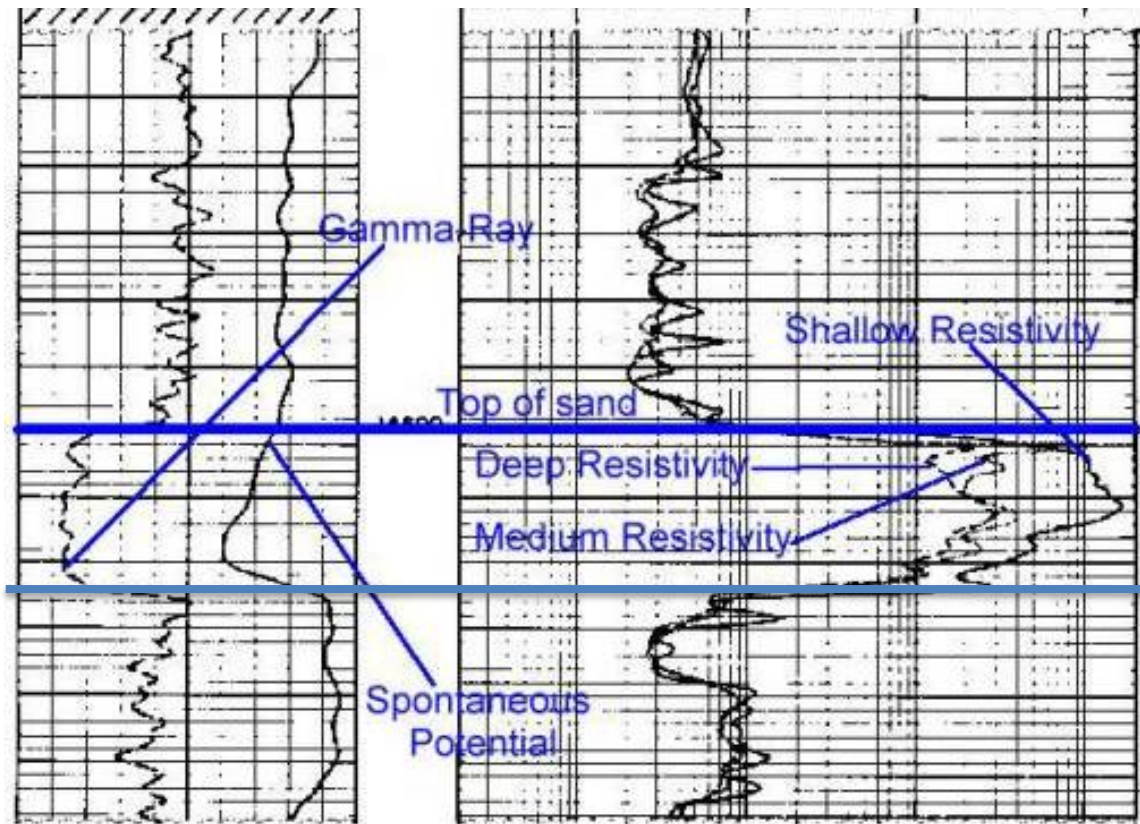 Gamma Ray
Shallow Resistivity
Top of sand
Deep Resistivity
Medium Resistivity
Spontaneous
Potential